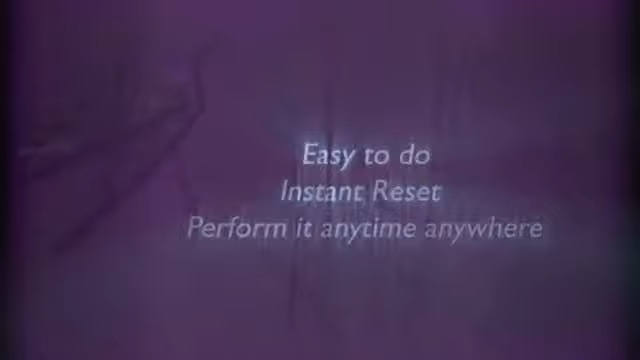 Easy to do
Instant Reset
Perform it anytime anywhere